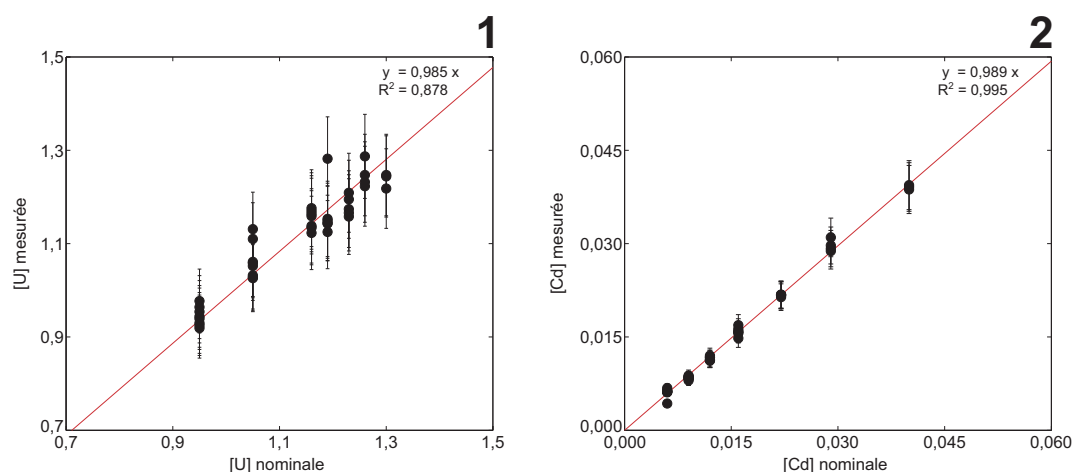 1
1,5
1,3
1,1
0,9
0,7
[U] mesurée
y = 0,985 x
R² = 0,878
0,7
0,9
1,1
1,3
1,5
[U] nominale
2
0,060
0,045
0,030
0,015
0,000
[Cd] mesurée
y = 0,989 x
R² = 0,995
0,000
0,015
0,030
0,045
0,060
[Cd] nominale